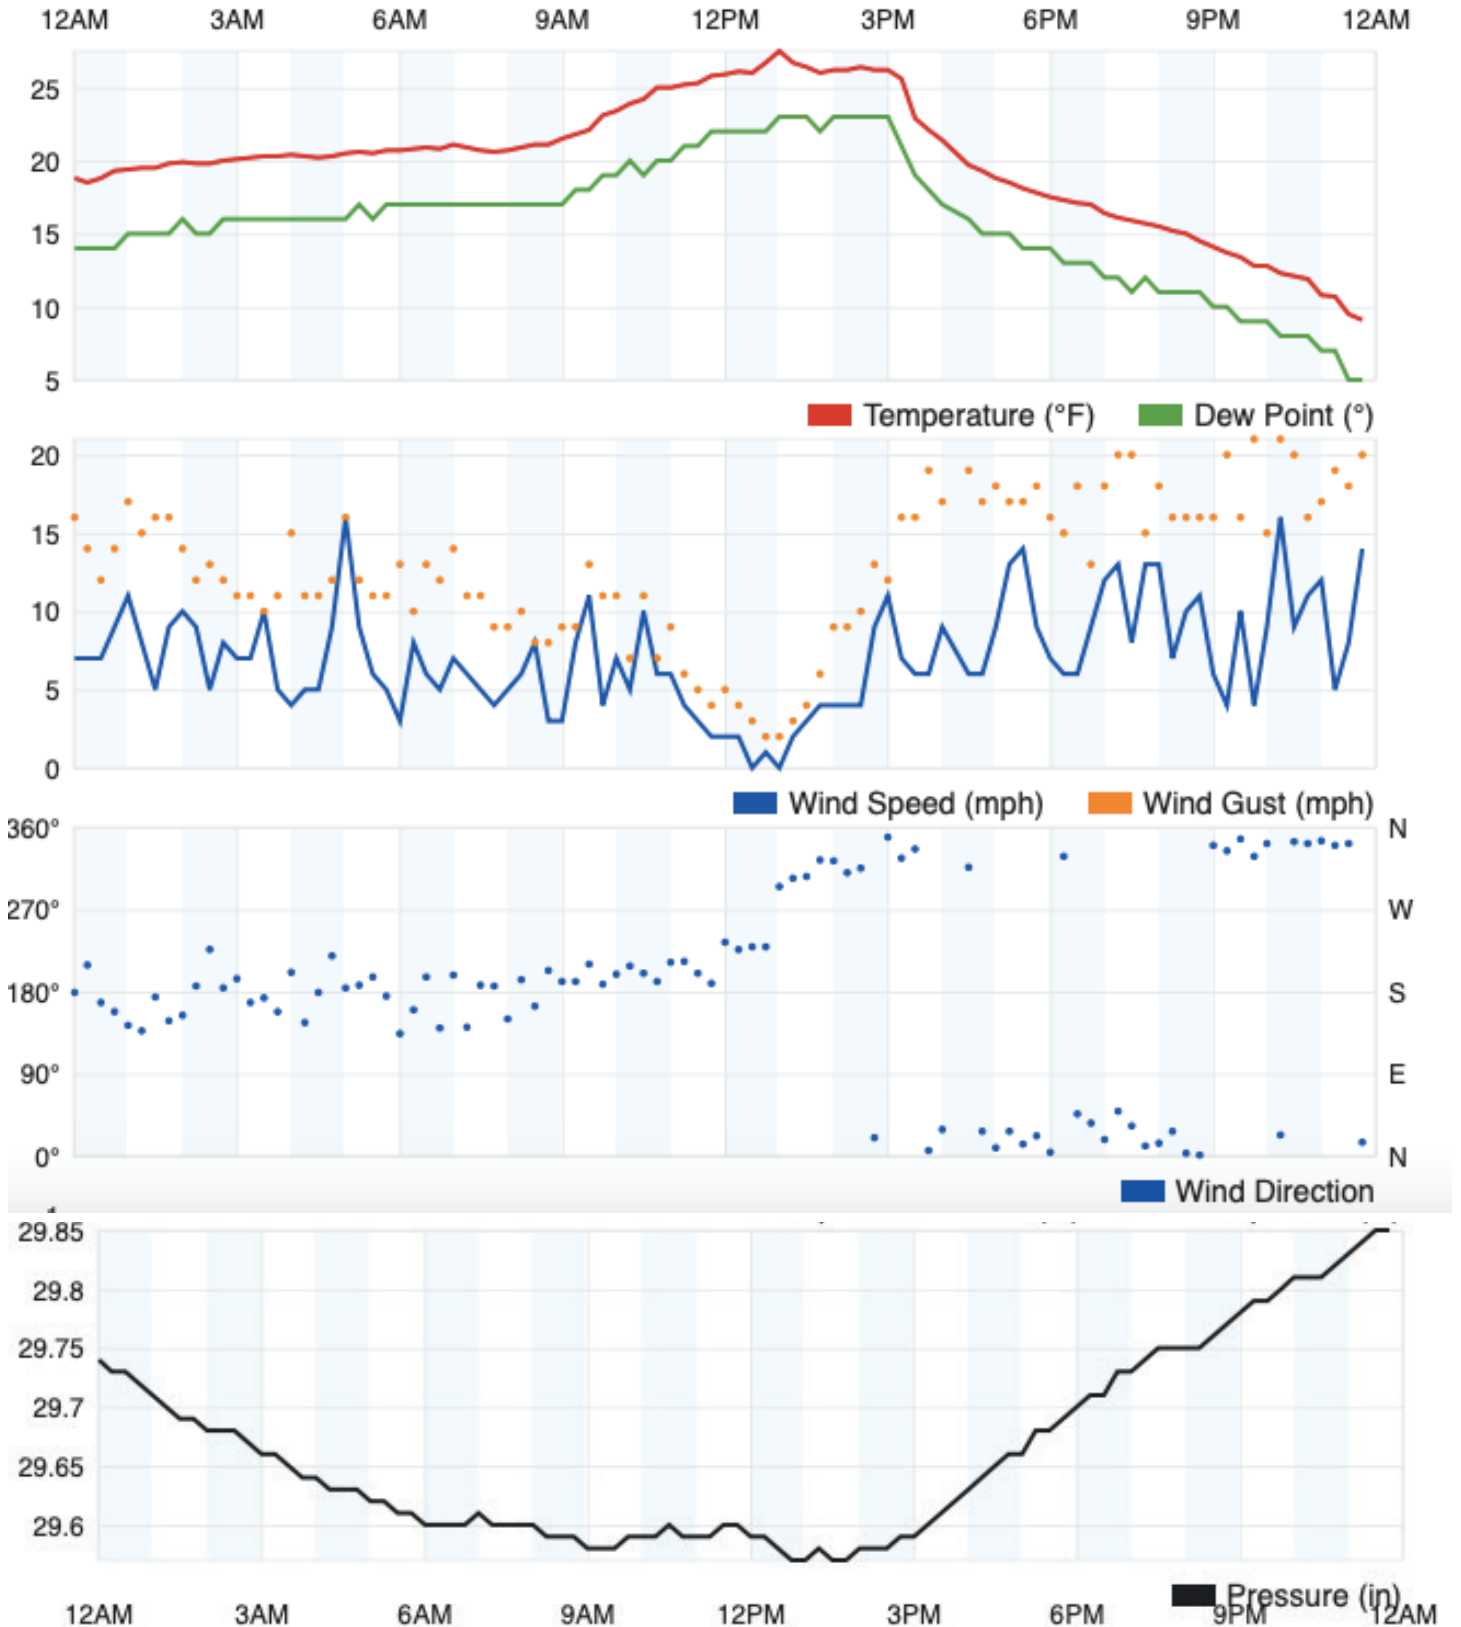 12AM 3AM 6AM 9AM 12PM 3PM 6PM 9PM 12AM
25
20
15
10
5
Temperature (°F) Dew Point (°)
20
15
10
5
0
Wind Speed (mph) Wind Gust (mph)
360° N
270° W
180° S
90° E
0° N
Wind Direction
29.85
29.8
29.75
29.7
29.65
29.6
Pressure (in)
12AM 3AM 6AM 9AM 12PM 3PM 6PM 9PM 12AM